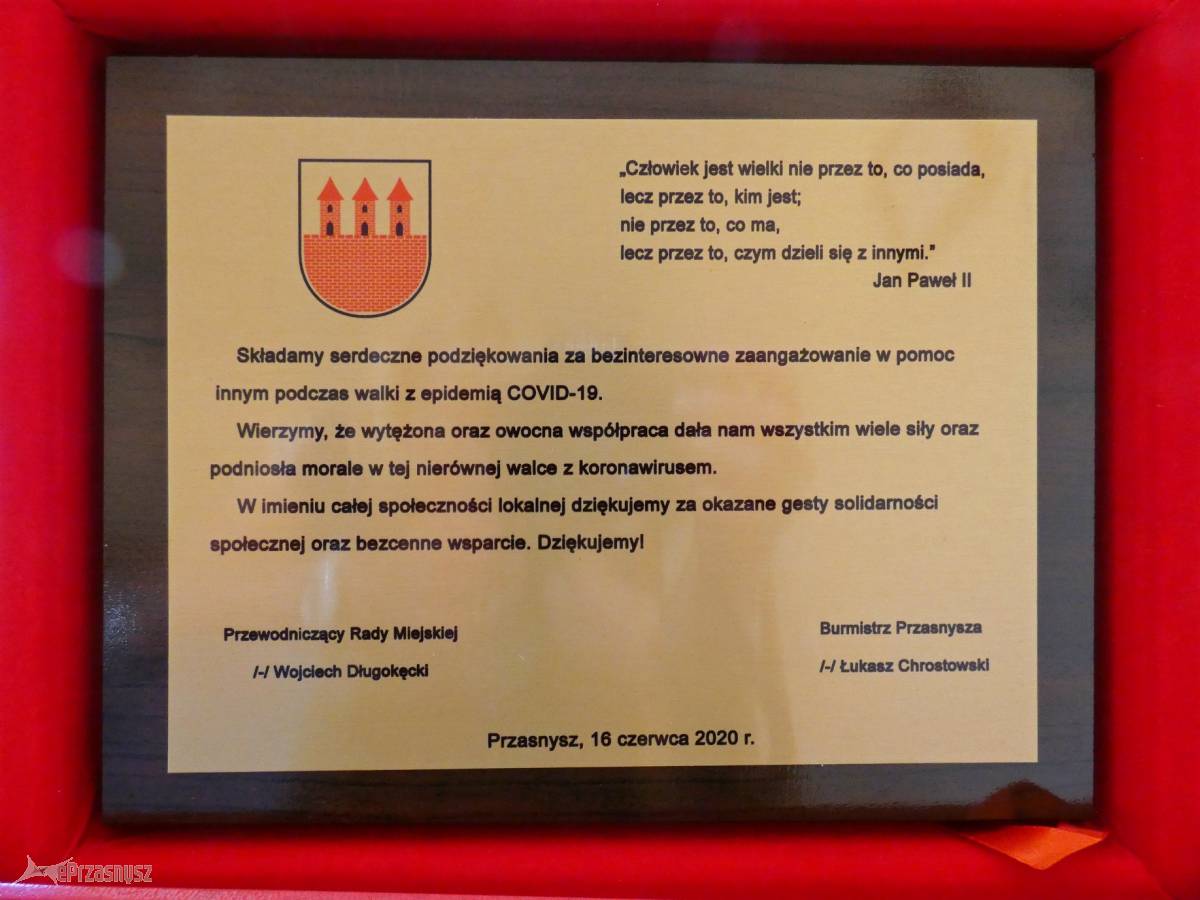 „Człowiek jest wielki nie przez to, co posiada,
lecz przez to, kim jest;
nie przez to, co ma,
lecz przez to, czym dzieli się z innymi."
Jan Paweł II
Składamy serdeczne podziękowania za bezinteresowne zaangażowanie w pomoc
innym podczas walki z epidemią COVID-19.
Wierzymy, że wytężona oraz owocna współpraca dała nam wszystkim wiele siły oraz
podniosła morale w tej nierównej walce z koronawirusem.
W imieniu całej społeczności lokalnej dziękujemy za okazane gesty solidarności
społecznej oraz bezcenne wsparcie. Dziękujemy!
Przewodniczący Rady Miejskiej
/-/ Wojciech Długokęcki
Burmistrz Przasnysza
/-/ Łukasz Chrostowski
Przasnysz, 16 czerwca 2020 r.
ePrzasnysz